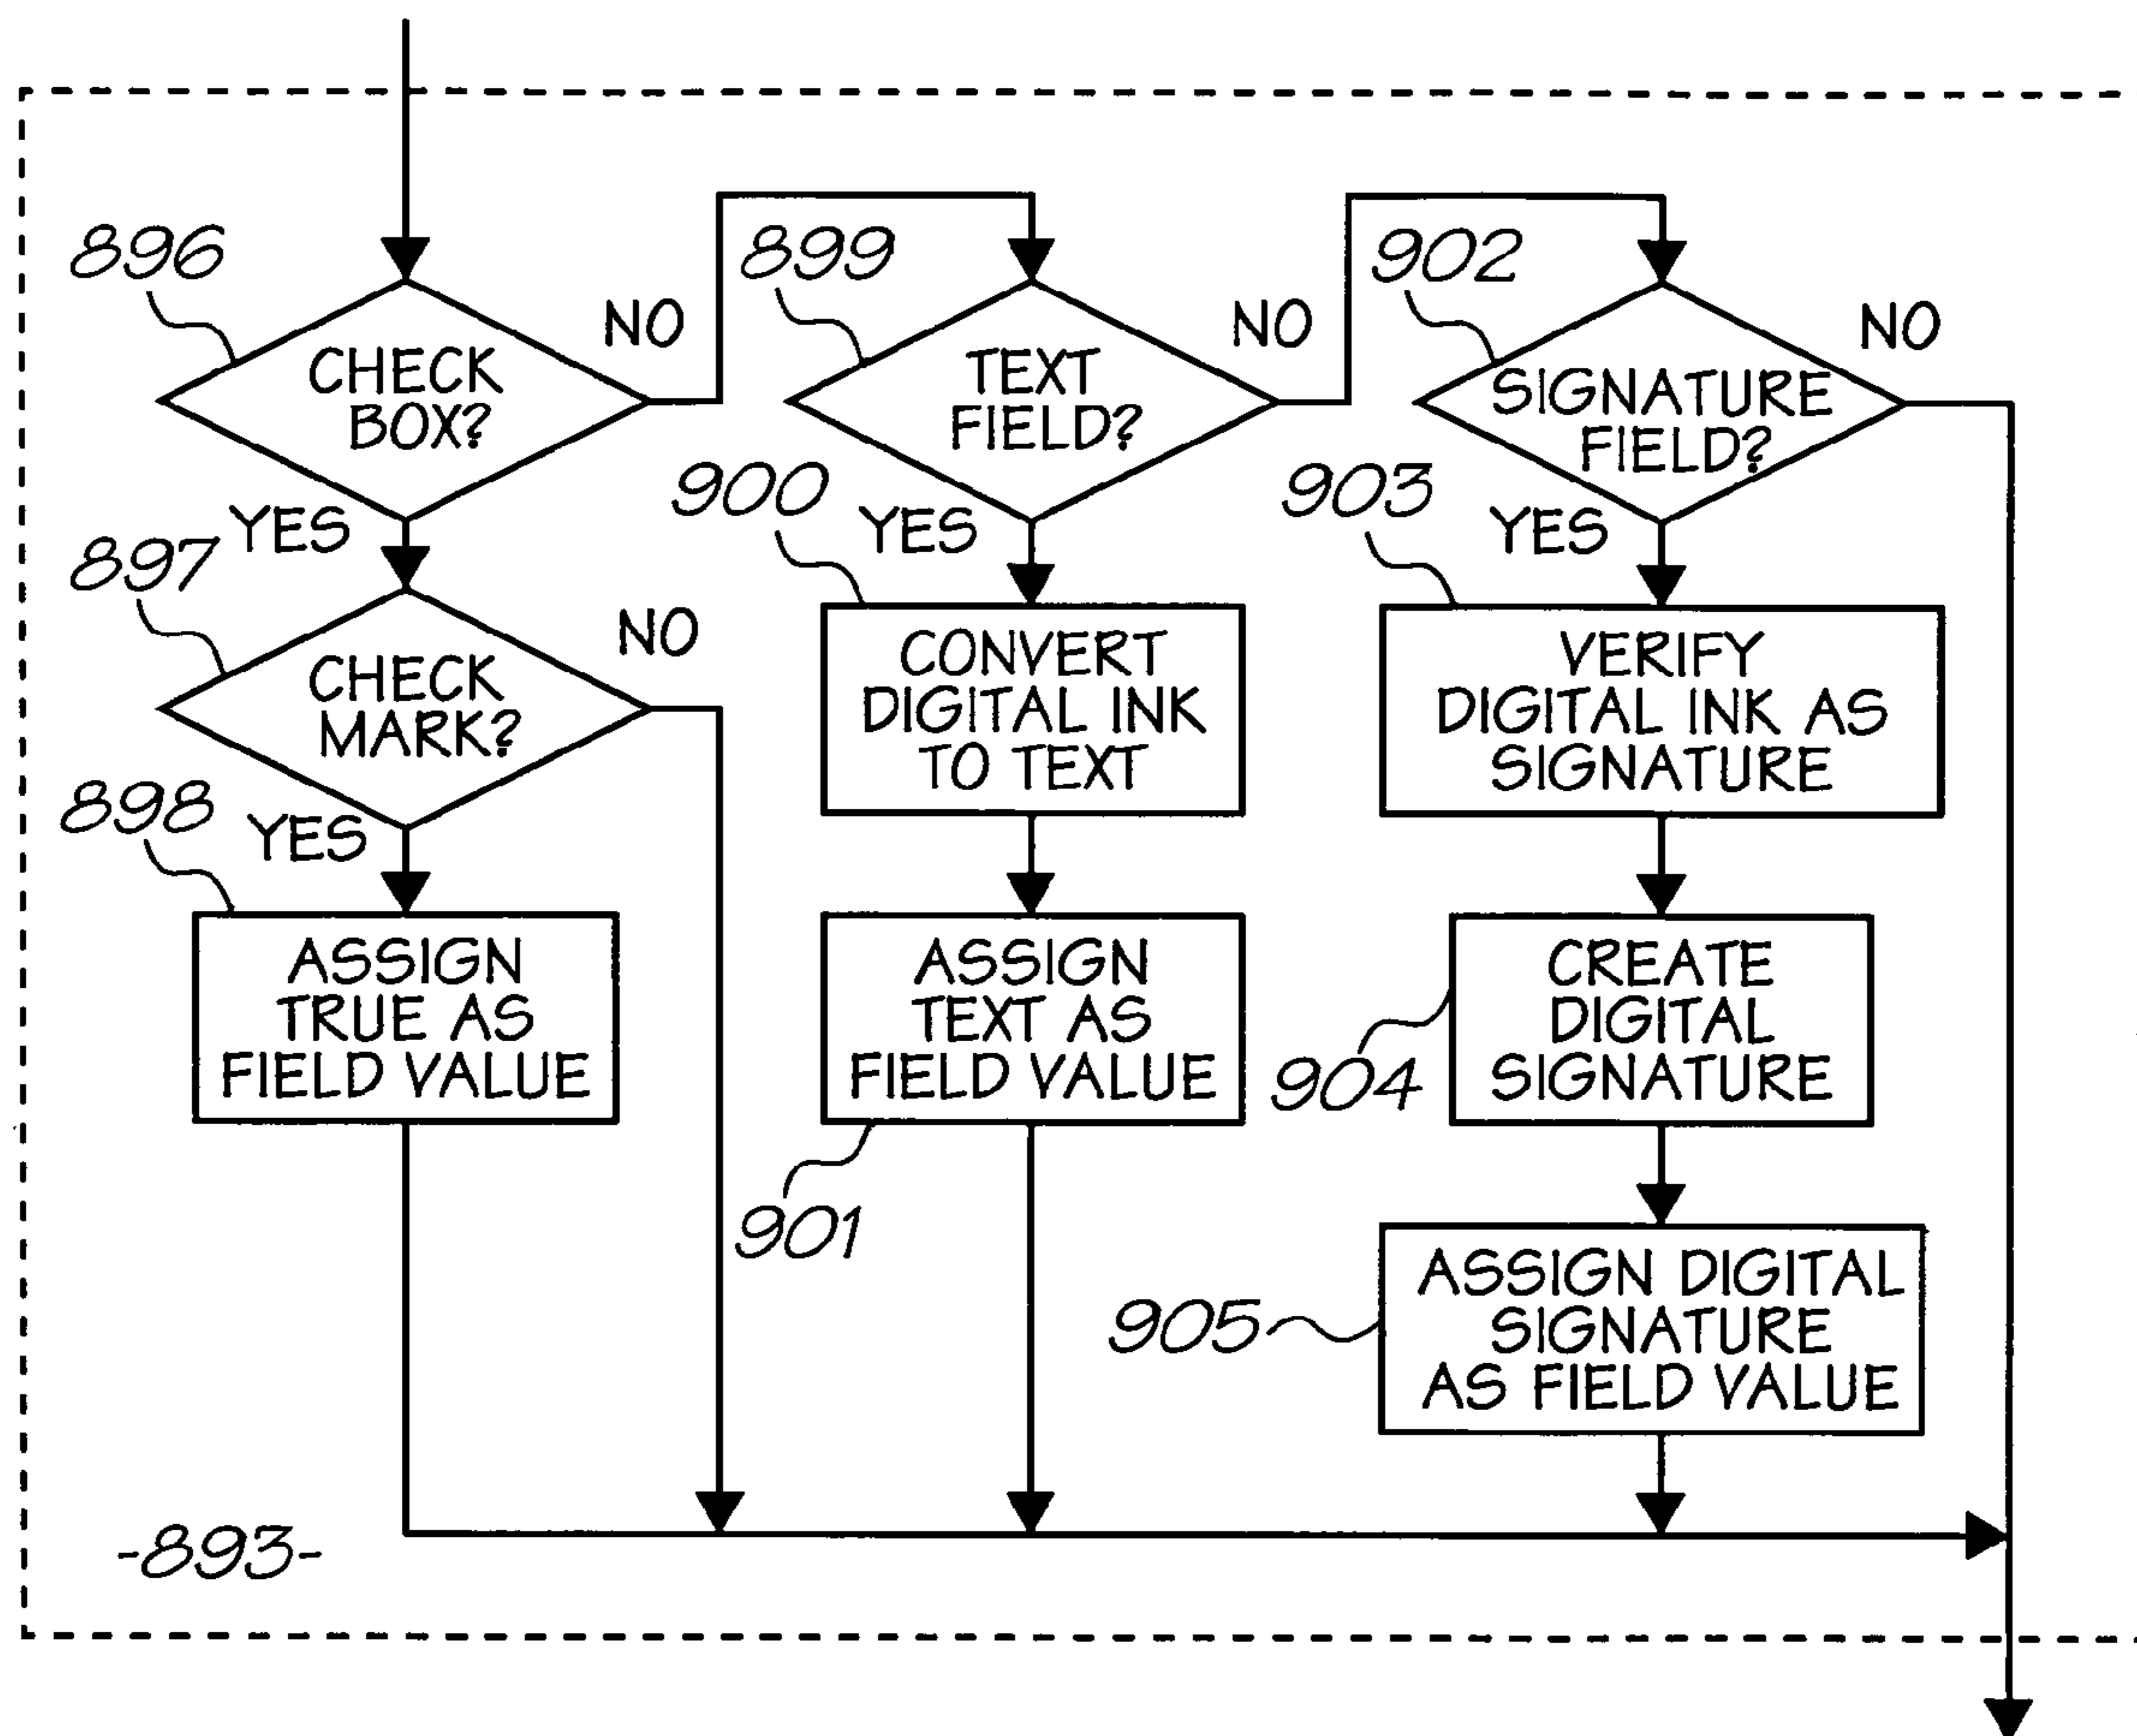 896
CHECK
BOX?
NO
YES
897
CHECK
MARK?
NO
YES
898
ASSIGN
TRUE AS
FIELD VALUE
899
TEXT
FIELD?
NO
YES
900
CONVERT
DIGITAL INK
TO TEXT
ASSIGN
TEXT AS
FIELD VALUE
901
902
SIGNATURE
FIELD?
NO
YES
903
VERIFY
DIGITAL INK AS
SIGNATURE
CREATE
DIGITAL
SIGNATURE
904
ASSIGN DIGITAL
SIGNATURE
AS FIELD VALUE
905
-893-